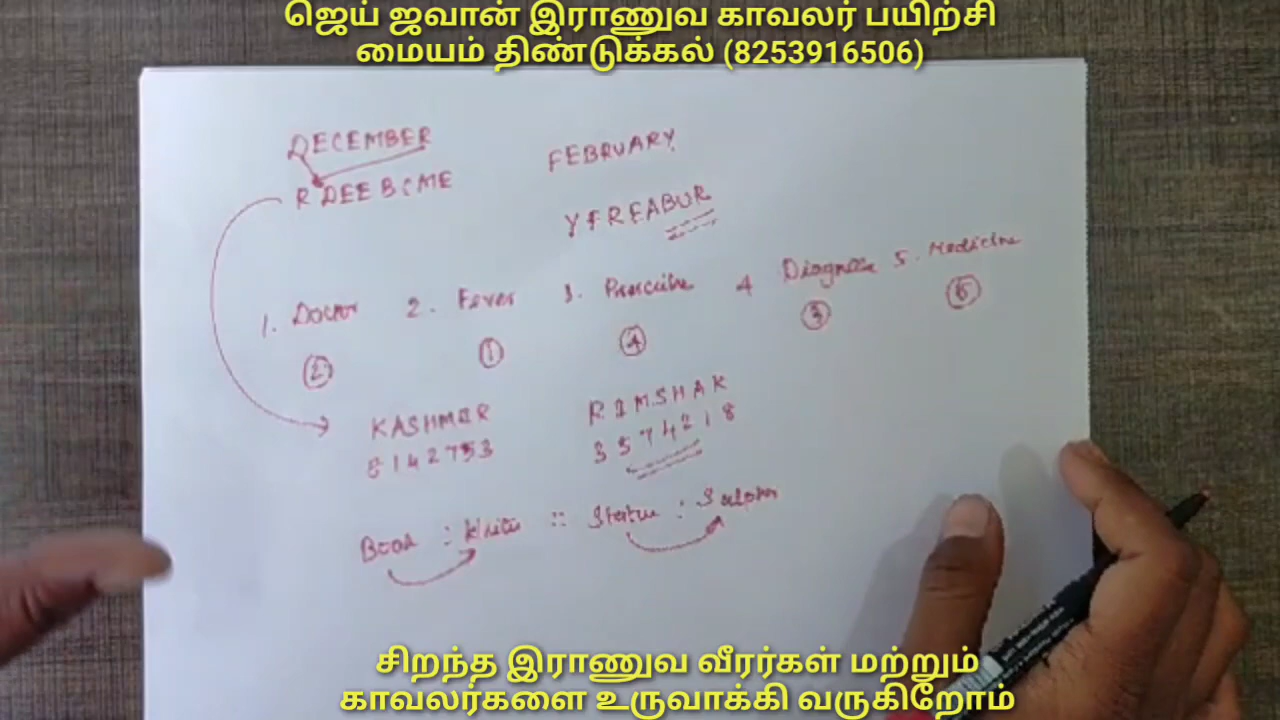 ஜெய் ஜவான் இராணுவ காவலர் பயிற்சி
மையம் திண்டுக்கல் (8253916506)
DECEMBER
FEBRUARY
R DEEBCME
YFREABUR
1. Doctor 2. Fever 3. Prescribe 4 Diagnose 5. Medicine
2 1 4 3 5
KASHMIR RIMSHAK
8142753 3574218
Book : Writer :: Statue : Sculptor
சிறந்த இராணுவ வீரர்கள் மற்றும்
காவலர்களை உருவாக்கி வருகிறோம்